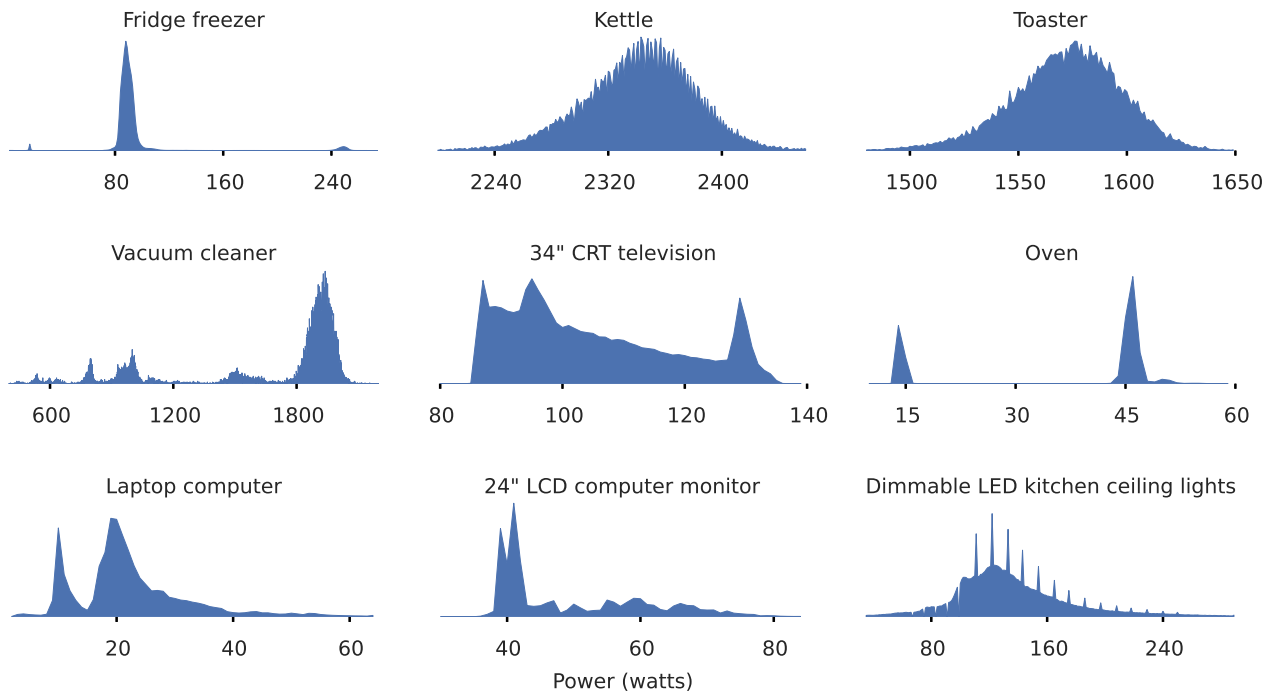 Fridge freezer
Kettle
Toaster
80 160 240
2240 2320 2400
1500 1550 1600 1650
Vacuum cleaner
34" CRT television
Oven
600 1200 1800
80 100 120 140
15 30 45 60
Laptop computer
24" LCD computer monitor
Dimmable LED kitchen ceiling lights
20 40 60
40 60 80
80 160 240
Power (watts)